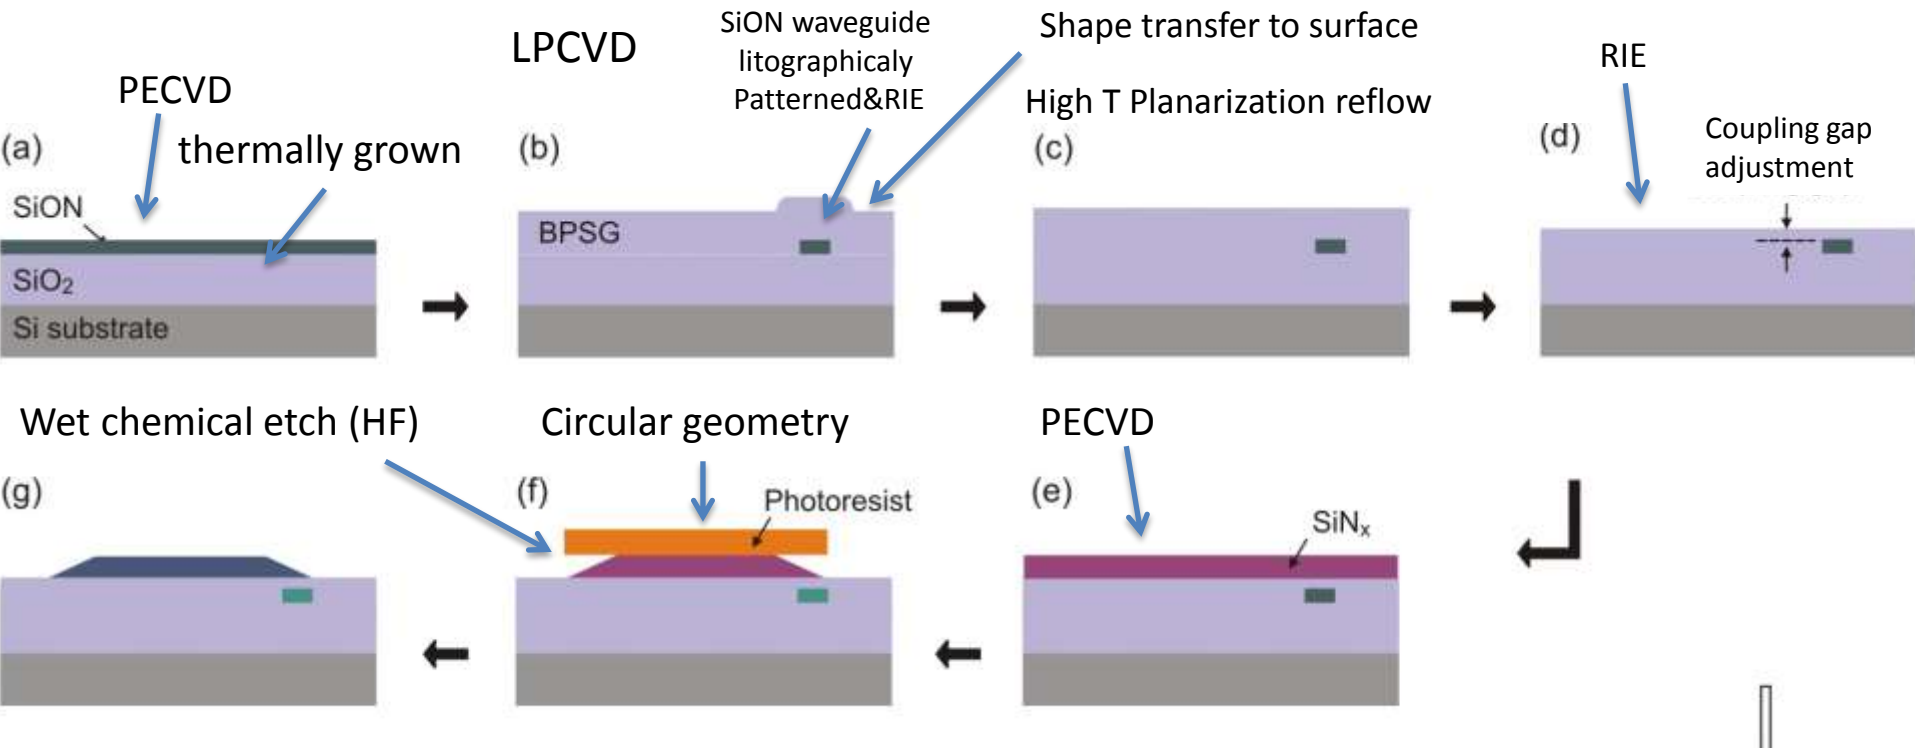 LPCVD
SiON waveguide
litographicaly
Patterned&RIE
Shape transfer to surface
RIE
PECVD
High T Planarization reflow
Coupling gap
adjustment
(a)
thermally grown
(b)
(c)
(d)
SiON
BPSG
SiO₂
Si substrate
Wet chemical etch (HF)
Circular geometry
PECVD
(g)
(f)
Photoresist
(e)
SiNₓ